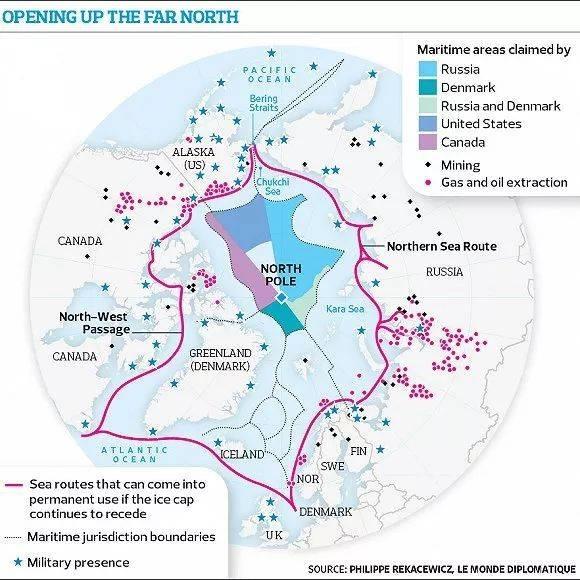 OPENING UP THE FAR NORTH
Maritime areas claimed by
Russia
Denmark
Russia and Denmark
United States
Canada
Mining
Gas and oil extraction
PACIFIC
OCEAN
Bering
Straits
ALASKA
(US)
Chukchi
Sea
CANADA
Northern Sea Route
NORTH
POLE
RUSSIA
Kara Sea
North–West
Passage
CANADA
GREENLAND
(DENMARK)
ATLANTIC
OCEAN
ICELAND
FIN
SWE
NOR
DENMARK
UK
Sea routes that can come into
permanent use if the ice cap
continues to recede
Maritime jurisdiction boundaries
Military presence
SOURCE: PHILIPPE REKACEWICZ, LE MONDE DIPLOMATIQUE